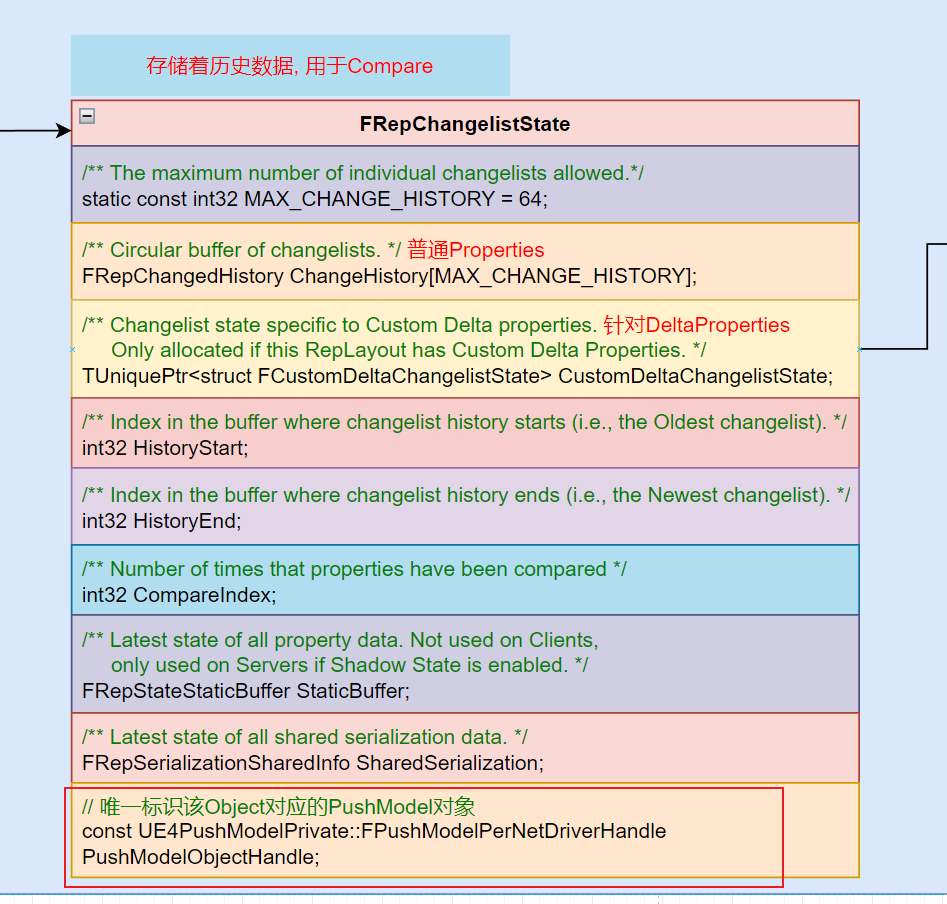 存储着历史数据, 用于Compare
FRepChangelistState
/** The maximum number of individual changelists allowed.*/
static const int32 MAX_CHANGE_HISTORY = 64;
/** Circular buffer of changelists. */ 普通Properties
FRepChangedHistory ChangeHistory[MAX_CHANGE_HISTORY];
/** Changelist state specific to Custom Delta properties. 针对DeltaProperties
Only allocated if this RepLayout has Custom Delta Properties. */
TUniquePtr<struct FCustomDeltaChangelistState> CustomDeltaChangelistState;
/** Index in the buffer where changelist history starts (i.e., the Oldest changelist). */
int32 HistoryStart;
/** Index in the buffer where changelist history ends (i.e., the Newest changelist). */
int32 HistoryEnd;
/** Number of times that properties have been compared */
int32 CompareIndex;
/** Latest state of all property data. Not used on Clients,
only used on Servers if Shadow State is enabled. */
FRepStateStaticBuffer StaticBuffer;
/** Latest state of all shared serialization data. */
FRepSerializationSharedInfo SharedSerialization;
// 唯一标识该Object对应的PushModel对象
const UE4PushModelPrivate::FPushModelPerNetDriverHandle
PushModelObjectHandle;